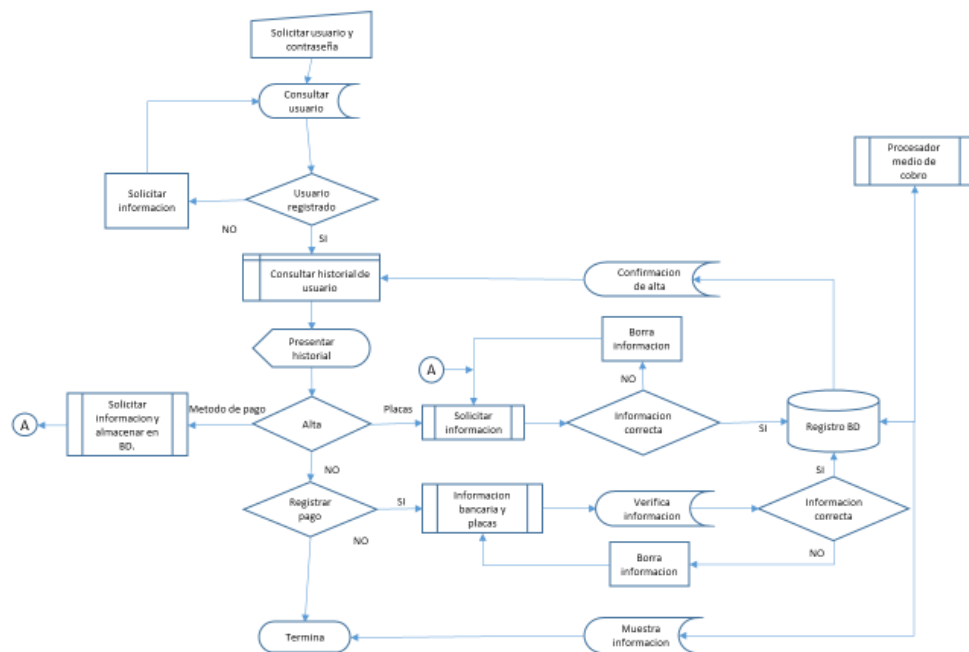 Solicitar usuario y
contraseña
Consultar
usuario
Procesador
medio de
cobro
Solicitar
informacion
Usuario
registrado
NO
SI
Consultar historial de
usuario
Confirmacion
de alta
Presentar
historial
Borra
informacion
A
NO
Solicitar
informacion y
almacenar en
BD.
A
Metodo de pago
Alta
Placas
Solicitar
informacion
Informacion
correcta
SI
Registro BD
NO
SI
Registrar
pago
SI
NO
Informacion
bancaria y
placas
Verifica
informacion
Informacion
correcta
NO
Borra
informacion
Termina
Muestra
informacion